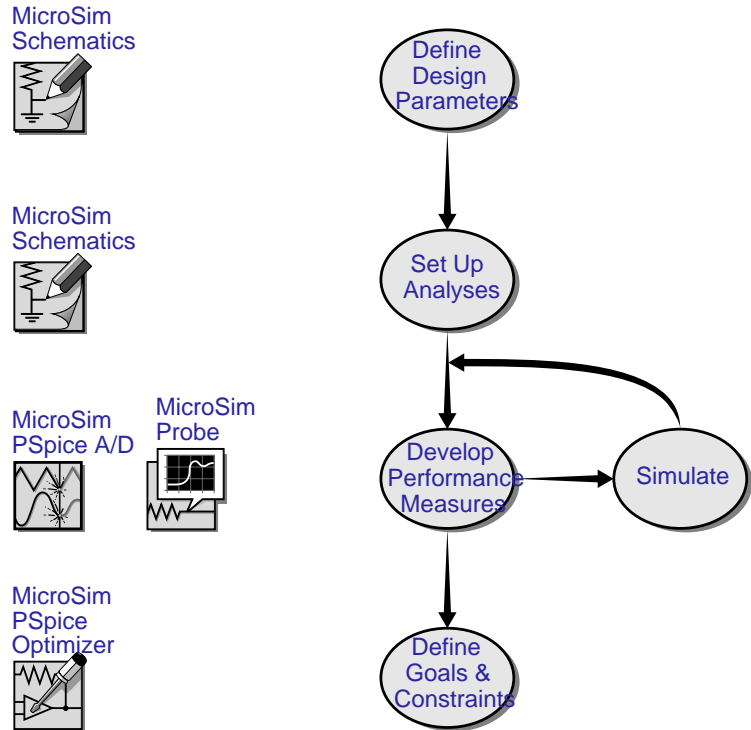 MicroSim
Schematics
Define
Design
Parameters
MicroSim
Schematics
Set Up
Analyses
MicroSim
PSpice A/D
MicroSim
Probe
Develop
Performance
Measures
Simulate
MicroSim
PSpice
Optimizer
Define
Goals &
Constraints